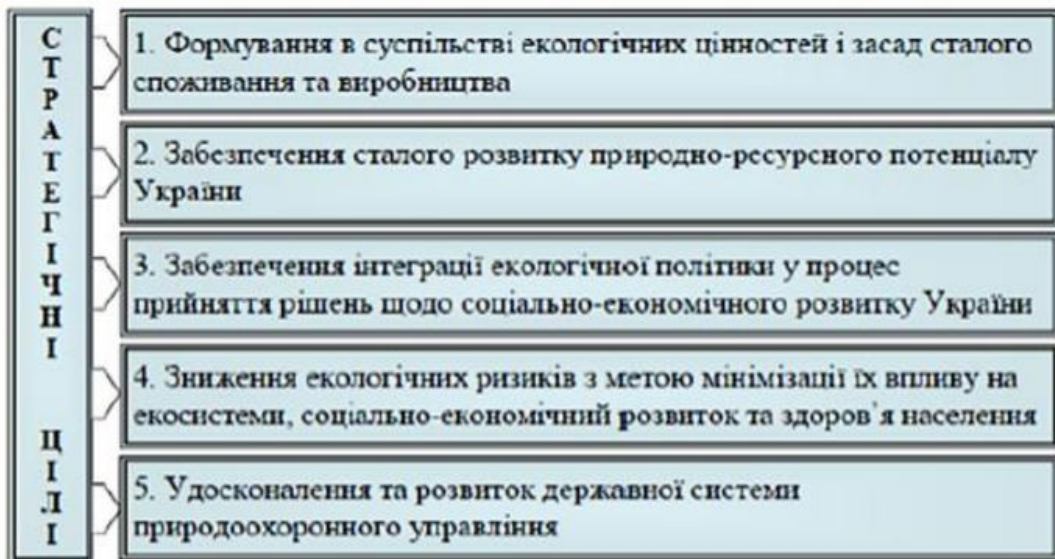 СТРАТЕГІЧНІ ЦІЛІ
1. Формування в суспільстві екологічних цінностей і засад сталого
споживання та виробництва
2. Забезпечення сталого розвитку природно-ресурсного потенціалу
України
3. Забезпечення інтеграції екологічної політики у процес
прийняття рішень щодо соціально-економічного розвитку України
4. Зниження екологічних ризиків з метою мінімізації їх впливу на
екосистеми, соціально-економічний розвиток та здоров'я населення
5. Удосконалення та розвиток державної системи
природоохоронного управління